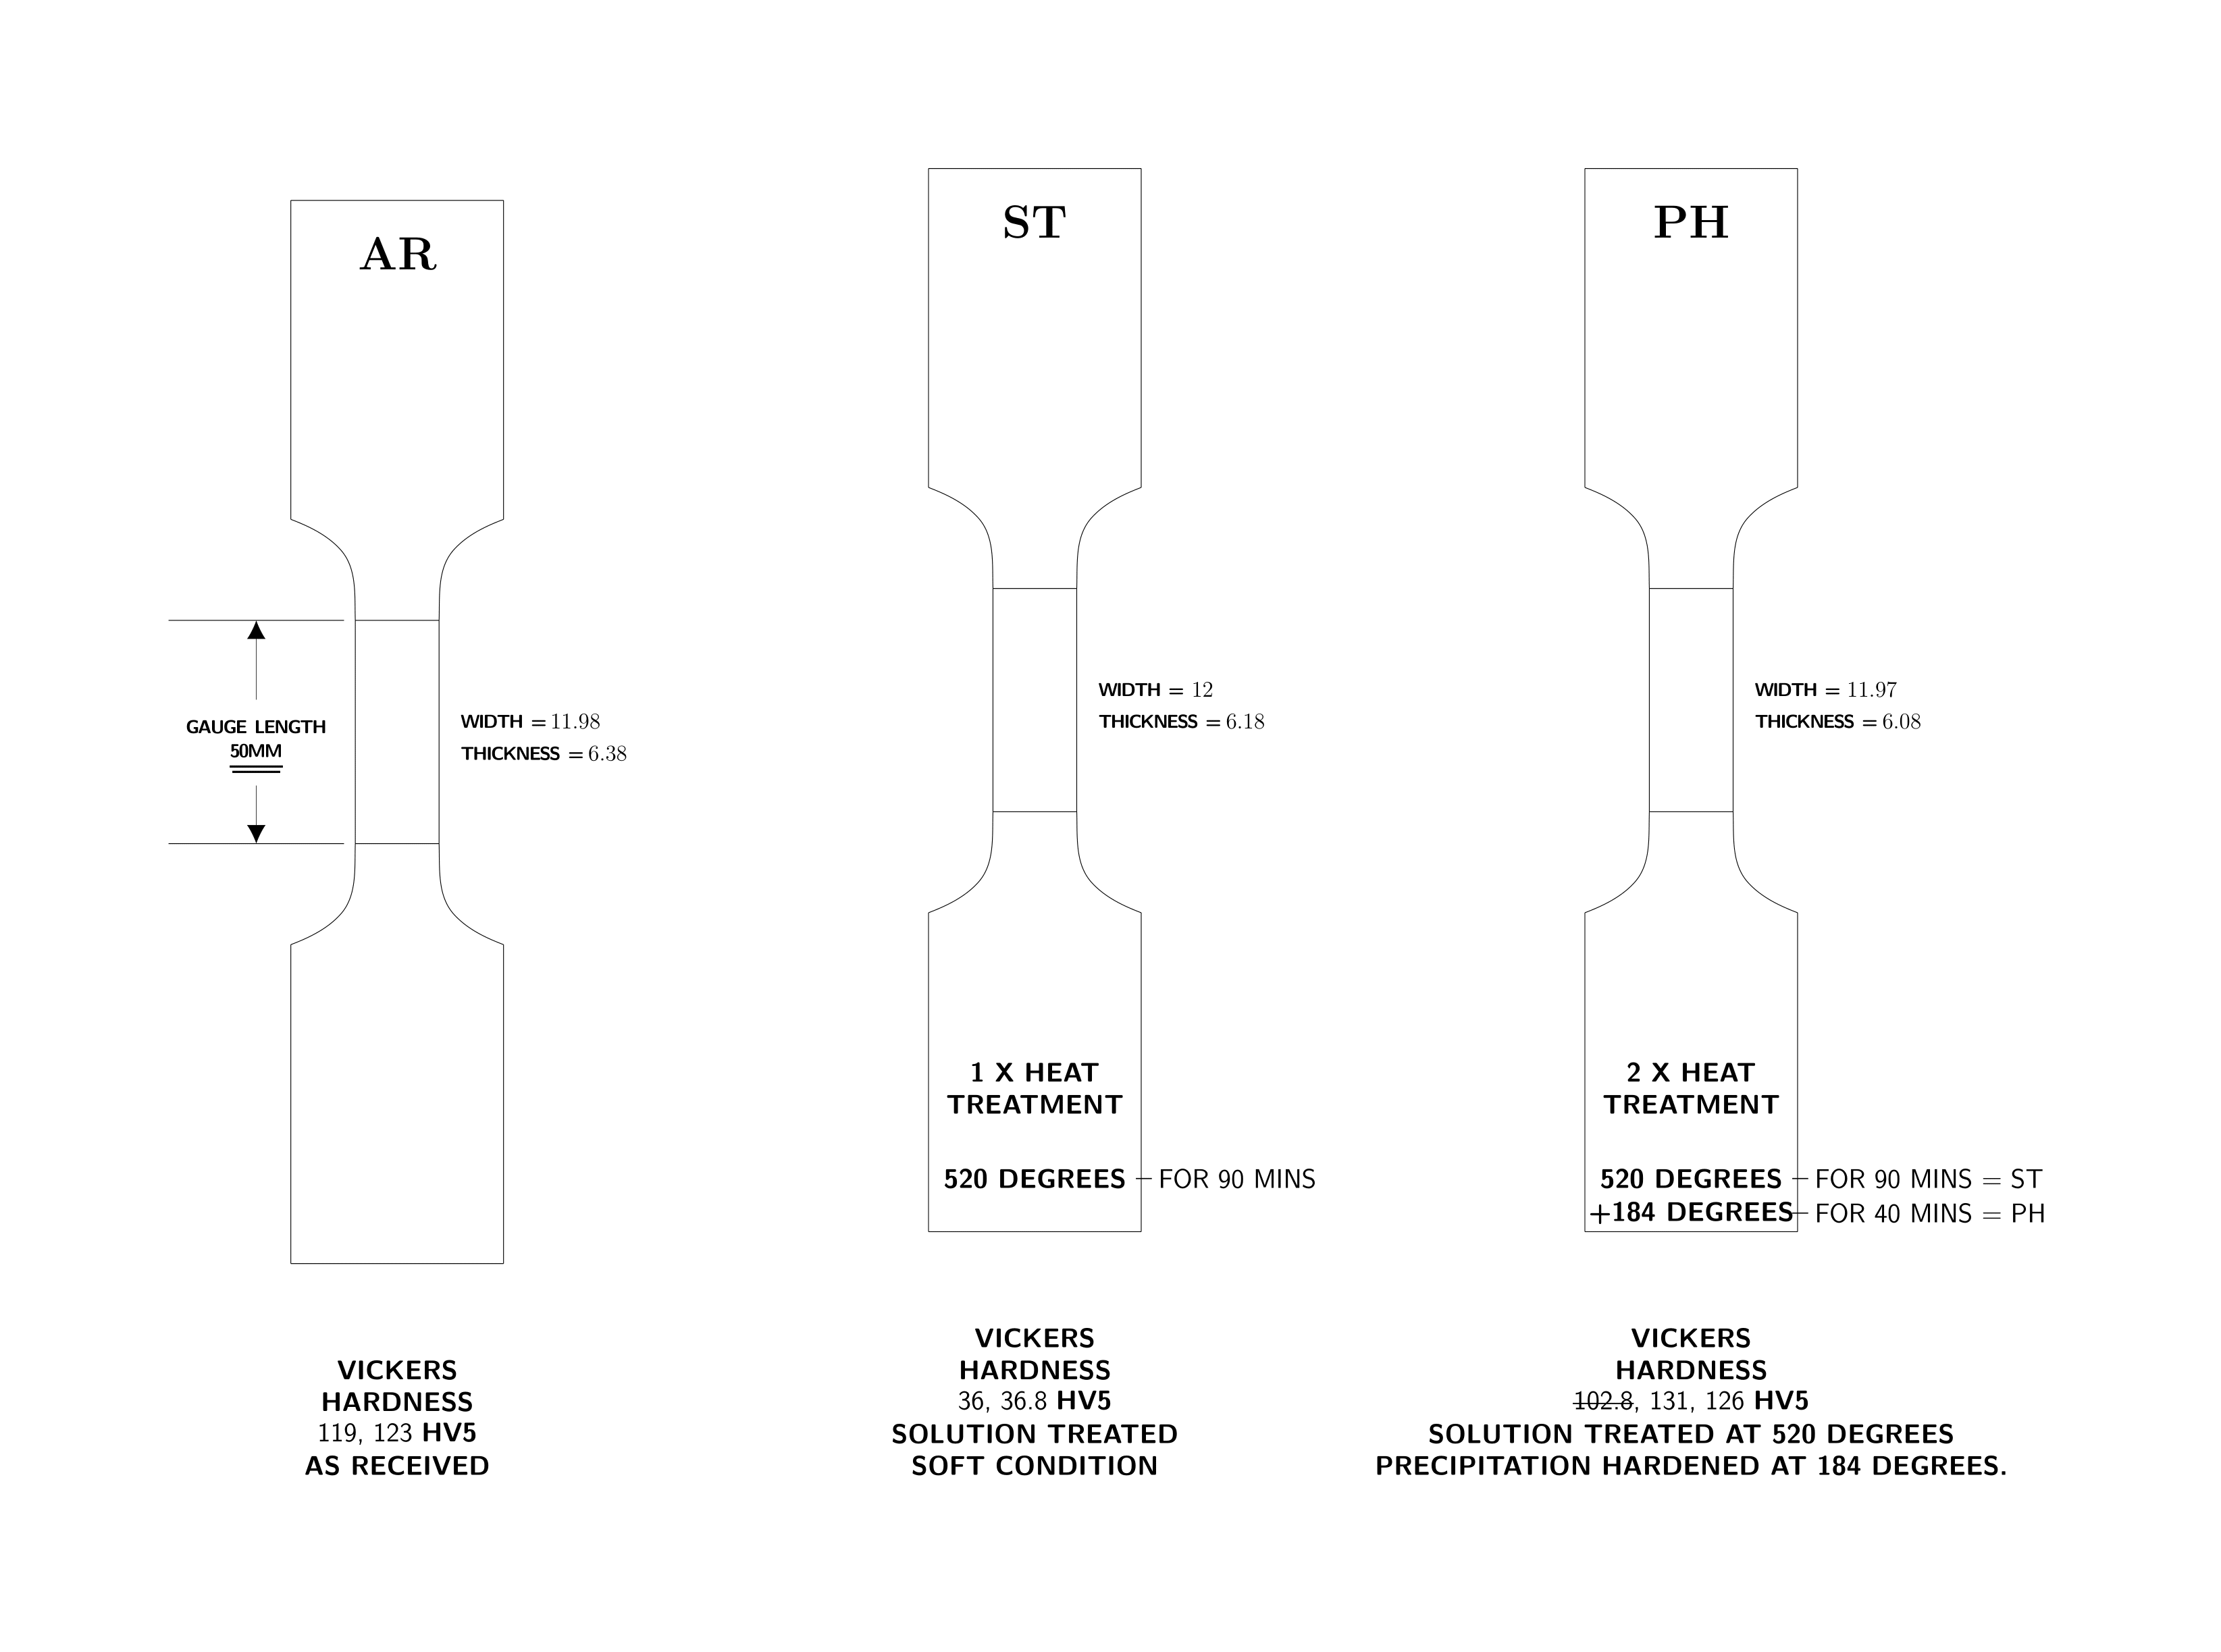 AR
GAUGE LENGTH
50MM
WIDTH = 11.98
THICKNESS = 6.38
VICKERS
HARDNESS
119, 123 HV5
AS RECEIVED
ST
WIDTH = 12
THICKNESS = 6.18
1 X HEAT
TREATMENT
520 DEGREES — FOR 90 MINS
VICKERS
HARDNESS
36, 36.8 HV5
SOLUTION TREATED
SOFT CONDITION
PH
WIDTH = 11.97
THICKNESS = 6.08
2 X HEAT
TREATMENT
520 DEGREES — FOR 90 MINS = ST
+184 DEGREES — FOR 40 MINS = PH
VICKERS
HARDNESS
102.8, 131, 126 HV5
SOLUTION TREATED AT 520 DEGREES
PRECIPITATION HARDENED AT 184 DEGREES.